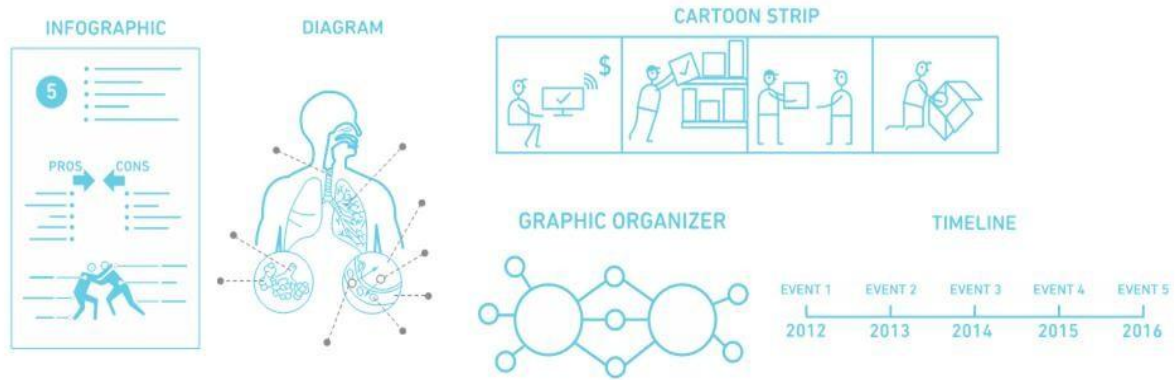 INFOGRAPHIC
5
PROS CONS
DIAGRAM
CARTOON STRIP
$
GRAPHIC ORGANIZER
TIMELINE
EVENT 1 EVENT 2 EVENT 3 EVENT 4 EVENT 5
2012 2013 2014 2015 2016